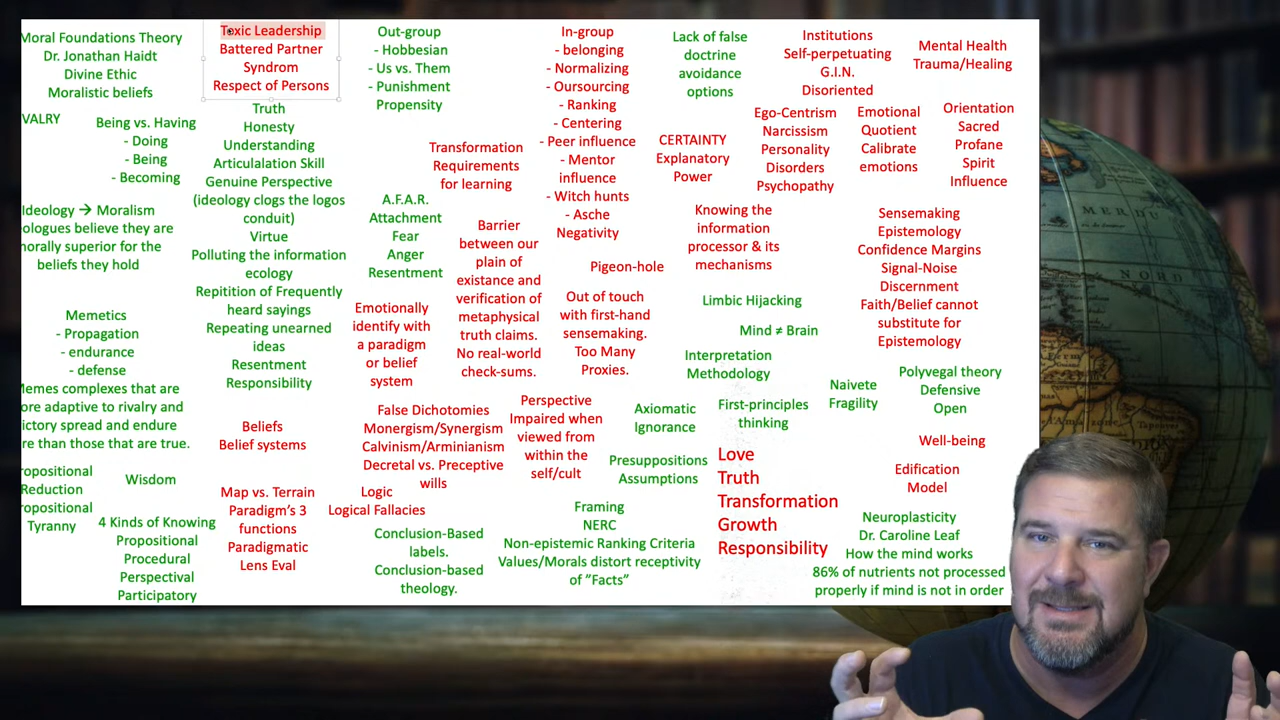 Moral Foundations Theory
Dr. Jonathan Haidt
Divine Ethic
Moralistic beliefs
Toxic Leadership
Battered Partner
Syndrom
Respect of Persons
Out-group
- Hobbesian
- Us vs. Them
- Punishment
Propensity
In-group
- belonging
- Normalizing
- Oursourcing
- Ranking
- Centering
- Peer influence
- Mentor
influence
- Witch hunts
- Asche
Negativity
Lack of false
doctrine
avoidance
options
Institutions
Self-perpetuating
G.I.N.
Disoriented
Mental Health
Trauma/Healing
VALRY
Being vs. Having
- Doing
- Being
- Becoming
Truth
Honesty
Understanding
Articulalation Skill
Genuine Perspective
(ideology clogs the logos
conduit)
Virtue
Polluting the information
ecology
Repitition of Frequently
heard sayings
Repeating unearned
ideas
Resentment
Responsibility
Transformation
Requirements
for learning
CERTAINTY
Explanatory
Power
Ego-Centrism
Narcissism
Personality
Disorders
Psychopathy
Emotional
Quotient
Calibrate
emotions
Orientation
Sacred
Profane
Spirit
Influence
Ideology → Moralism
ologues believe they are
orally superior for the
beliefs they hold
A.F.A.R.
Attachment
Fear
Anger
Resentment
Barrier
between our
plain of
existance and
verification of
metaphysical
truth claims.
No real-world
check-sums.
Pigeon-hole
Out of touch
with first-hand
sensemaking.
Too Many
Proxies.
Knowing the
information
processor & its
mechanisms
Sensemaking
Epistemology
Confidence Margins
Signal-Noise
Discernment
Faith/Belief cannot
substitute for
Epistemology
Limbic Hijacking
Mind ≠ Brain
Interpretation
Methodology
Memetics
- Propagation
- endurance
- defense
Memes complexes that are
ore adaptive to rivalry and
ictory spread and endure
re than those that are true.
Emotionally
identify with
a paradigm
or belief
system
Naivete
Fragility
Polyvegal theory
Defensive
Open
Beliefs
Belief systems
False Dichotomies
Monergism/Synergism
Calvinism/Arminianism
Decretal vs. Preceptive
wills
Perspective
Impaired when
viewed from
within the
self/cult
Axiomatic
Ignorance
First-principles
thinking
Well-being
Presuppositions
Assumptions
Edification
Model
ropositional
Reduction
ropositional
Tyranny
Wisdom
4 Kinds of Knowing
Propositional
Procedural
Perspectival
Participatory
Map vs. Terrain
Paradigm's 3
functions
Paradigmatic
Lens Eval
Logic
Logical Fallacies
Conclusion-Based
labels.
Conclusion-based
theology.
Framing
NERC
Non-epistemic Ranking Criteria
Values/Morals distort receptivity
of "Facts"
Love
Truth
Transformation
Growth
Responsibility
Neuroplasticity
Dr. Caroline Leaf
How the mind works
86% of nutrients not processed
properly if mind is not in order
MER DU
NORD